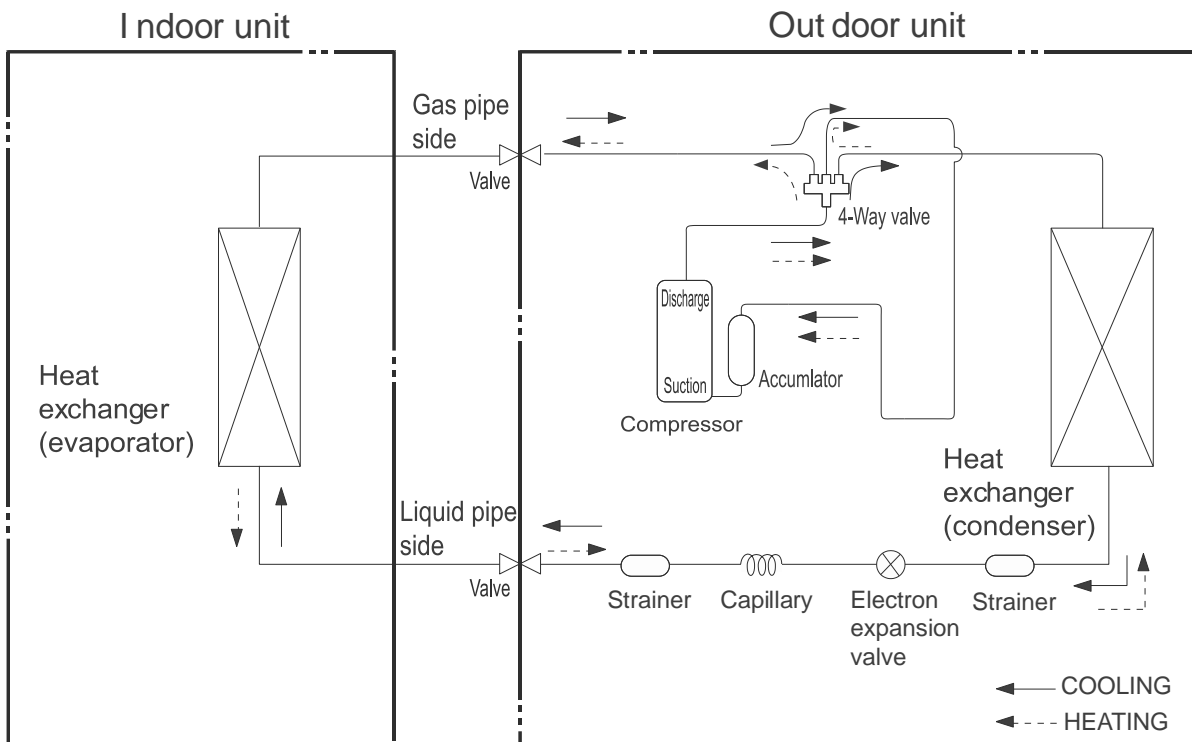 Indoor unit
Out door unit
Gas pipe
side
Valve
4-Way valve
Discharge
Suction
Accumlator
Compressor
Heat
exchanger
(evaporator)
Heat
exchanger
(condenser)
Liquid pipe
side
Valve
Strainer
Capillary
Electron
expansion
valve
Strainer
COOLING
HEATING